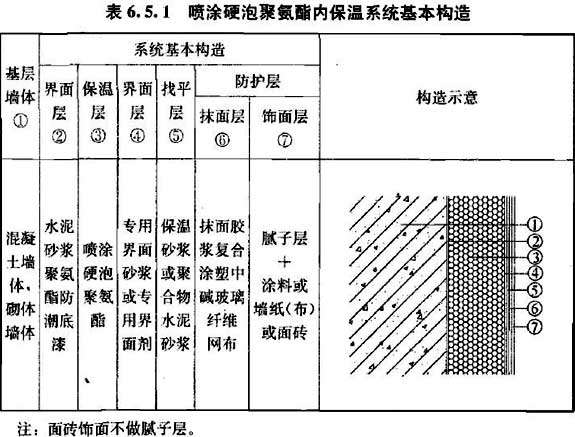 表 6.5.1 喷涂硬泡聚氨酯内保温系统基本构造
基层
墙体
①
系统基本构造
界面
层
②
保温
层
③
界面
层
④
找平
层
⑤
防护层
抹面层
⑥
饰面层
⑦
构造示意
混凝
土墙
体、
砌体
墙体
水泥
砂浆
聚氨
酯防
潮底
漆
喷涂
硬泡
聚氨
酯
专用
界面
砂浆
或专
用界
面剂
保温
砂浆
或聚
合物
水泥
砂浆
抹面胶
浆复合
涂塑中
碱玻璃
纤维
网布
腻子层
+
涂料或
墙纸(布)
或面砖
①
②
③
④
⑤
⑥
⑦
注：面砖饰面不做腻子层。